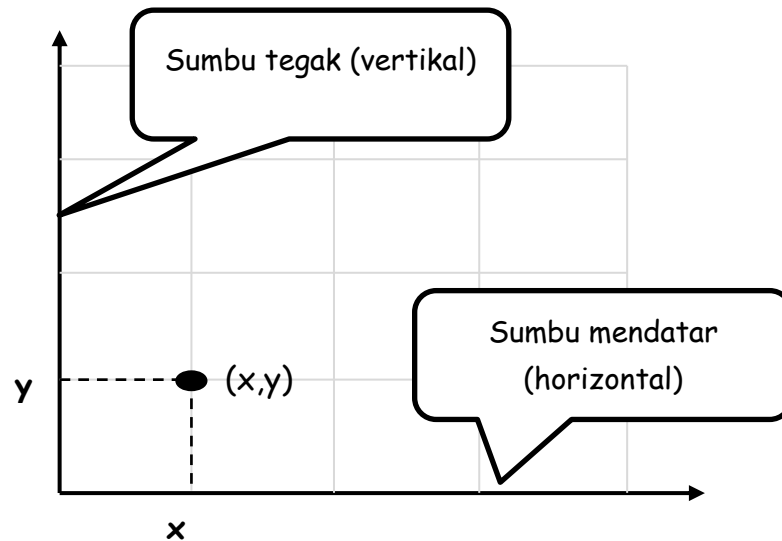 Sumbu tegak (vertikal)
Sumbu mendatar
(horizontal)
y
(x,y)
x